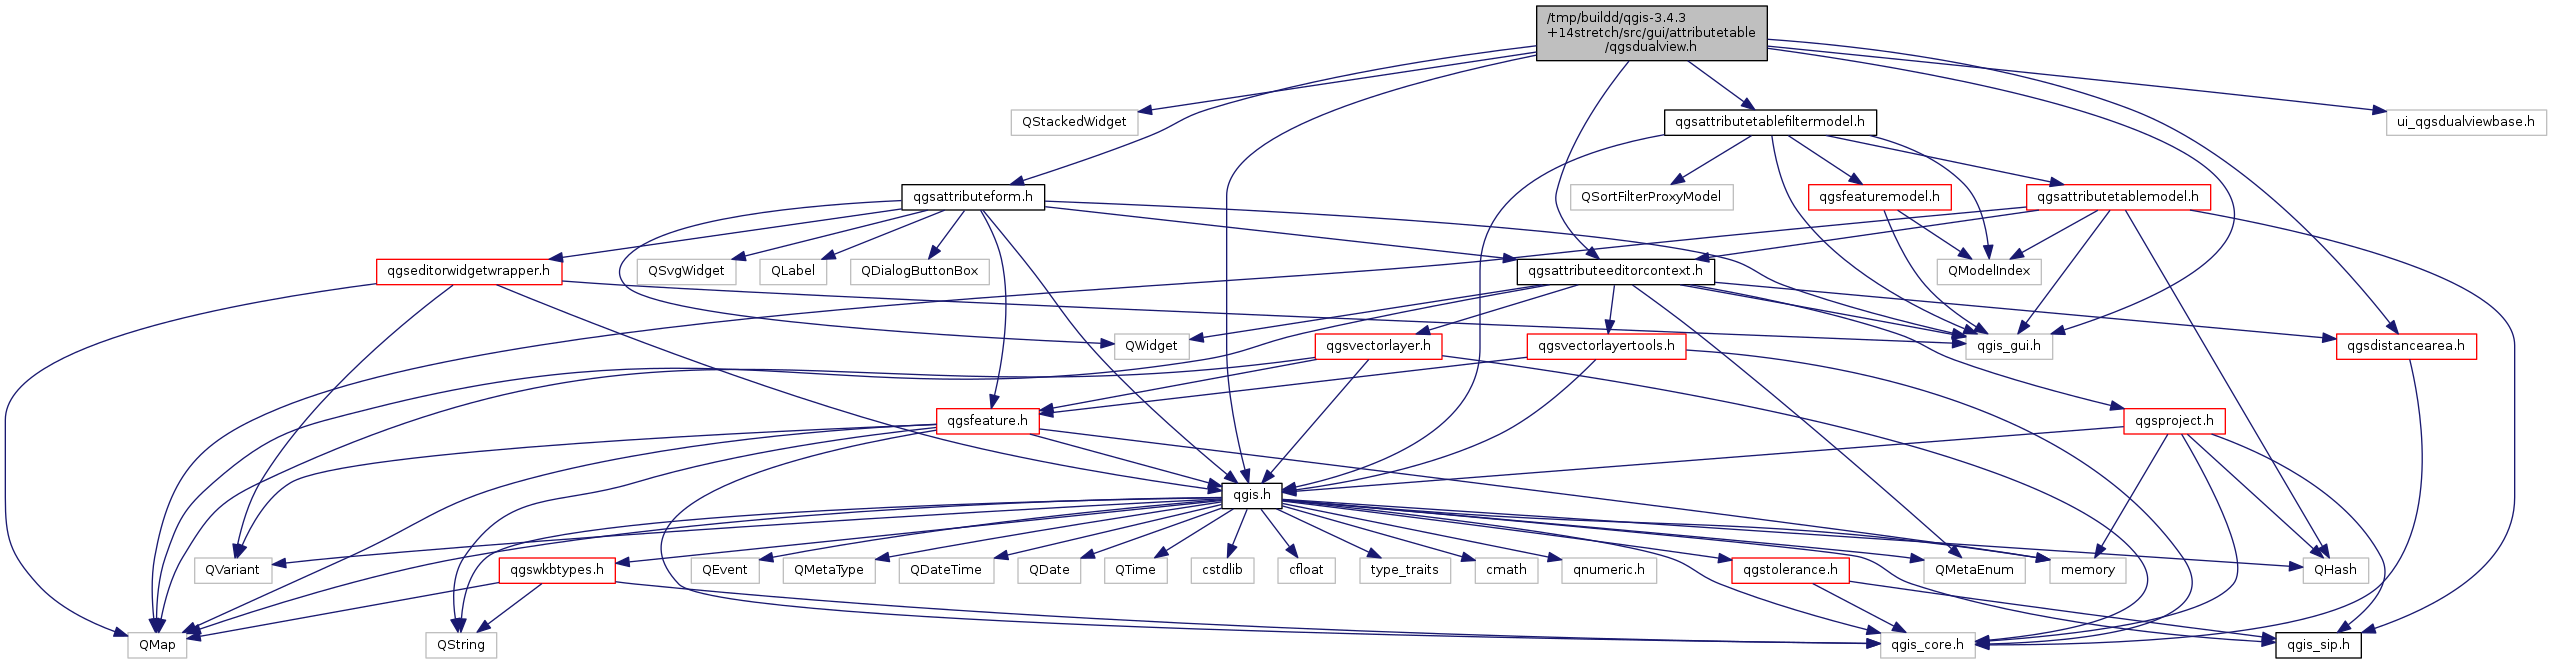 /tmp/buildd/qgis-3.4.3
+14stretch/src/gui/attributetable
/qgsdualview.h
QStackedWidget
qgsattributetablefiltermodel.h
ui_qgsdualviewbase.h
qgsattributeform.h
QSortFilterProxyModel
qgsfeaturemodel.h
qgsattributetablemodel.h
qgseditorwidgetwrapper.h
QSvgWidget
QLabel
QDialogButtonBox
qgsattributeeditorcontext.h
QModelIndex
QWidget
qgsvectorlayer.h
qgsvectorlayertools.h
qgis_gui.h
qgsdistancearea.h
qgsfeature.h
qgsproject.h
qgis.h
QVariant
qgswkbtypes.h
QEvent
QMetaType
QDateTime
QDate
QTime
cstdlib
cfloat
type_traits
cmath
qnumeric.h
qgstolerance.h
QMetaEnum
memory
QHash
QMap
QString
qgis_core.h
qgis_sip.h